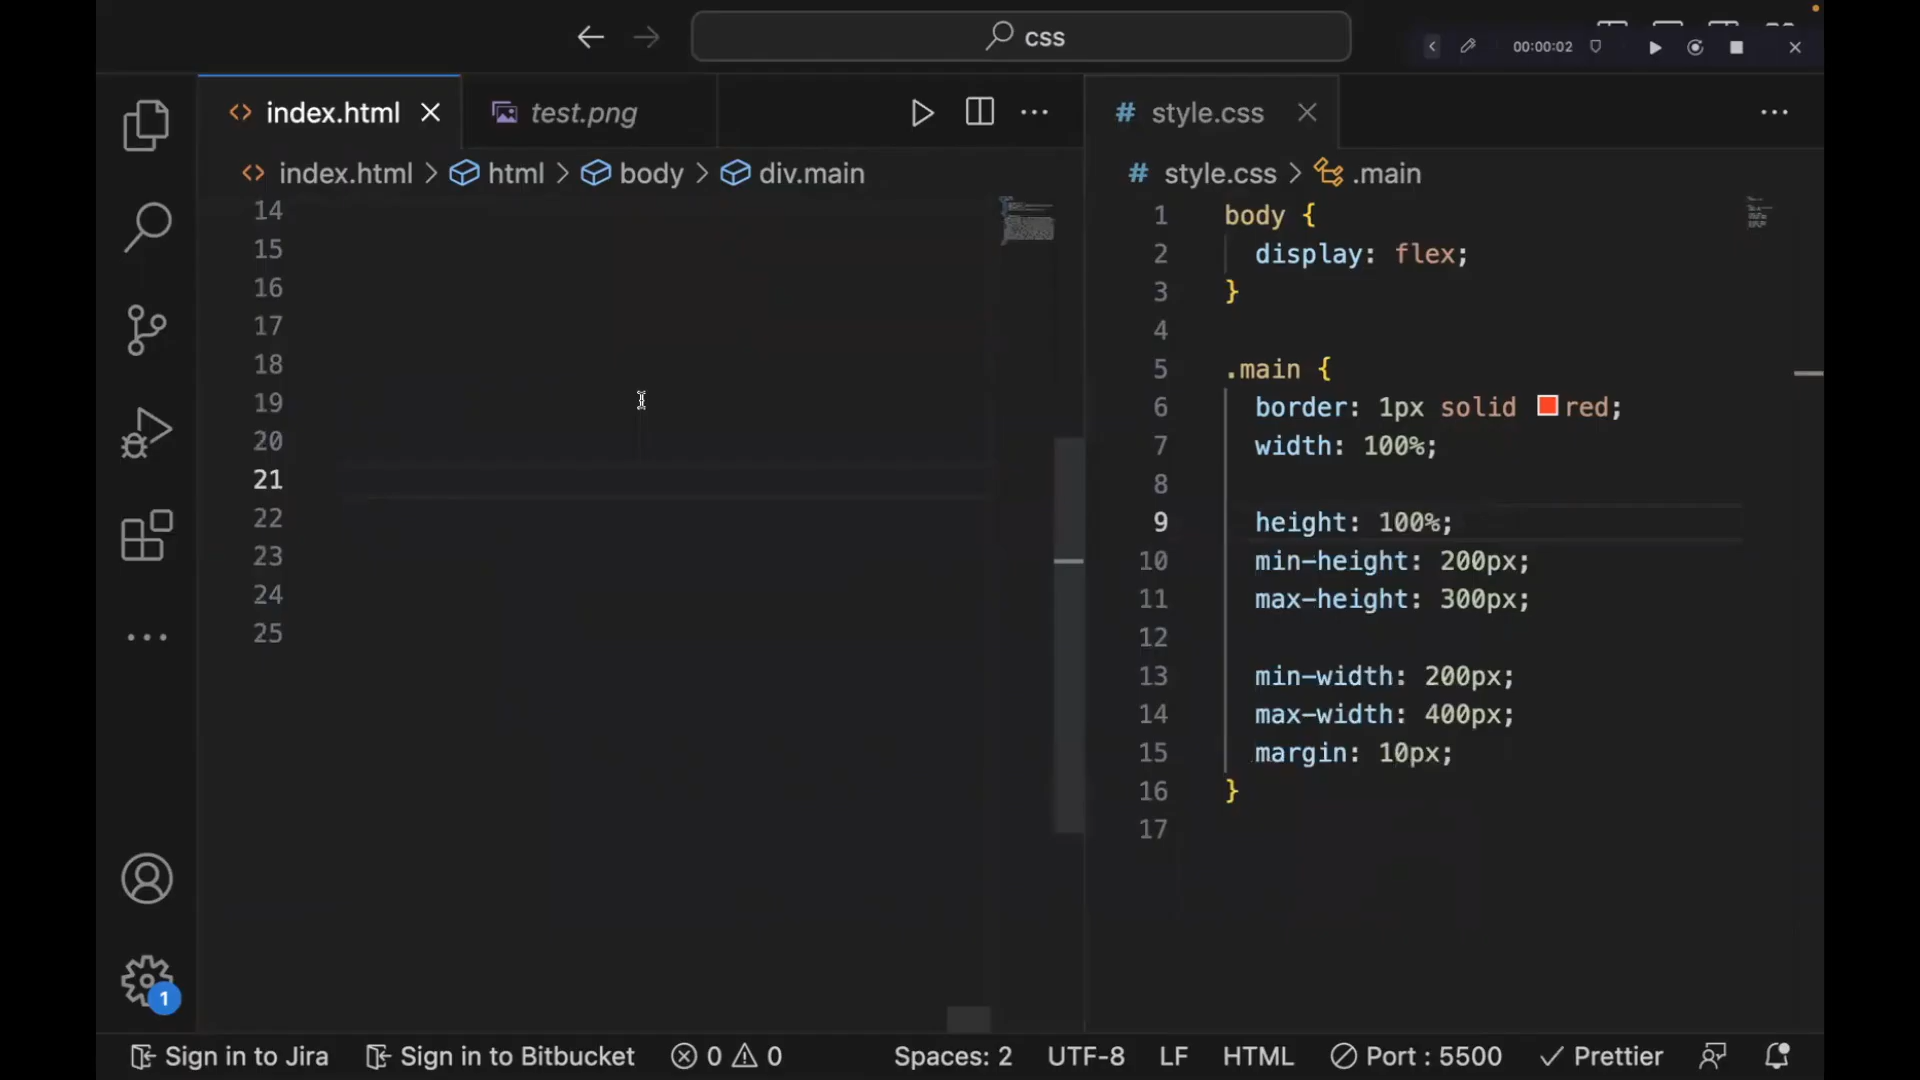 css
00:00:02
index.html
test.png
style.css
index.html > html > body > div.main
style.css > .main
14
15
16
17
18
19
20
21
22
23
24
25
1 body {
2 display: flex;
3 }
4
5 .main {
6 border: 1px solid red;
7 width: 100%;
8
9 height: 100%;
10 min-height: 200px;
11 max-height: 300px;
12
13 min-width: 200px;
14 max-width: 400px;
15 margin: 10px;
16 }
17
1
Sign in to Jira Sign in to Bitbucket 0 0 Spaces: 2 UTF-8 LF HTML Port : 5500 Prettier